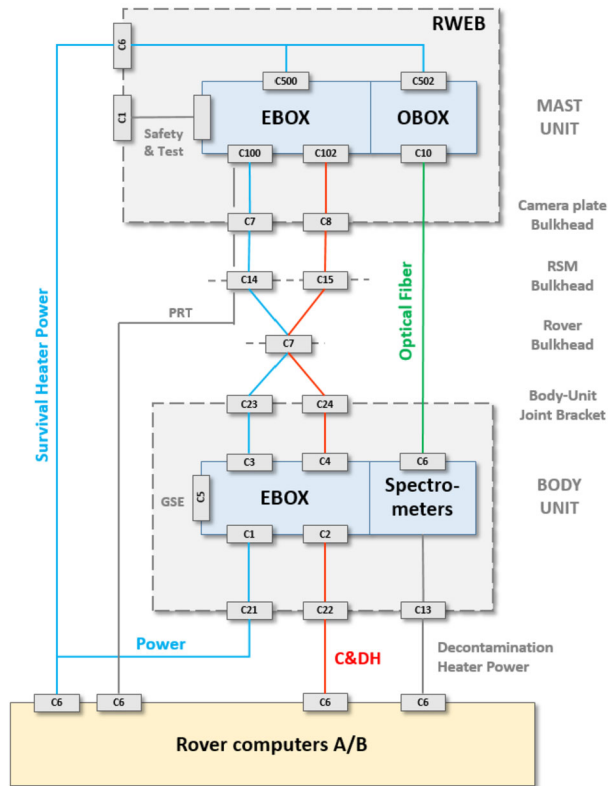 RWEB
C6
C500
C502
C1
Safety
& Test
EBOX
OBOX
MAST
UNIT
C100
C102
C10
C7
C8
Camera plate
Bulkhead
C14
C15
RSM
Bulkhead
PRT
C7
Rover
Bulkhead
Survival Heater Power
Optical Fiber
C23
C24
Body-Unit
Joint Bracket
C3
C4
C6
GSE
C5
EBOX
Spectro-
meters
BODY
UNIT
C1
C2
C21
C22
C13
Power
C&DH
Decontamination
Heater Power
C6
C6
C6
C6
Rover computers A/B